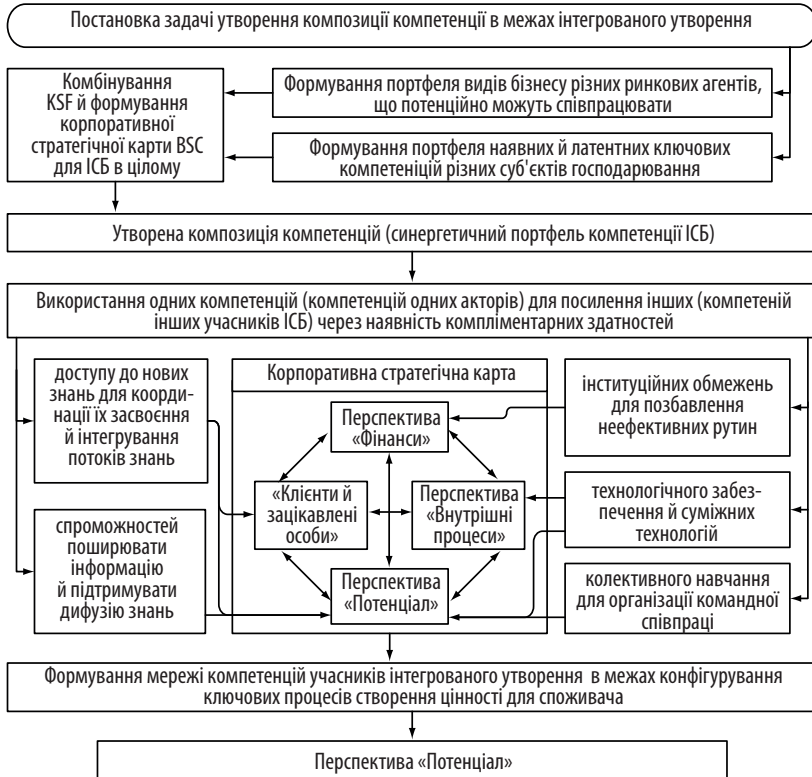 Постановка задачі утворення композиції компетенції в межах інтегрованого утворення
Комбінування
KSF й формування
корпоративної
стратегічної карти BSC
для ІСБ в цілому
Формування портфеля видів бізнесу різних ринкових агентів,
що потенційно можуть співпрацювати
Формування портфеля наявних й латентних ключових
компетеніцій різних суб'єктів господарювання
Утворена композиція компетенцій (синергетичний портфель компетенції ІСБ)
Використання одних компетенцій (компетенцій одних акторів) для посилення інших (компетеній
інших учасників ІСБ) через наявність компліментарних здатностей
доступу до нових
знань для коорди-
нації їх засвоєння
й інтегрування
потоків знань
спроможностей
поширювати
інформацію
й підтримувати
дифузію знань
Корпоративна стратегічна карта
Перспектива
«Фінанси»
«Клієнти й
зацікавлені
особи»
Перспектива
«Внутрішні
процеси»
Перспектива
«Потенціал»
інституційних обмежень
для позбавлення
неефективних рутин
технологічного забез-
печення й суміжних
технологій
колективного навчання
для організації командної
співпраці
Формування мережі компетенцій учасників інтегрованого утворення в межах конфігурування
ключових процесів створення цінності для споживача
Перспектива «Потенціал»